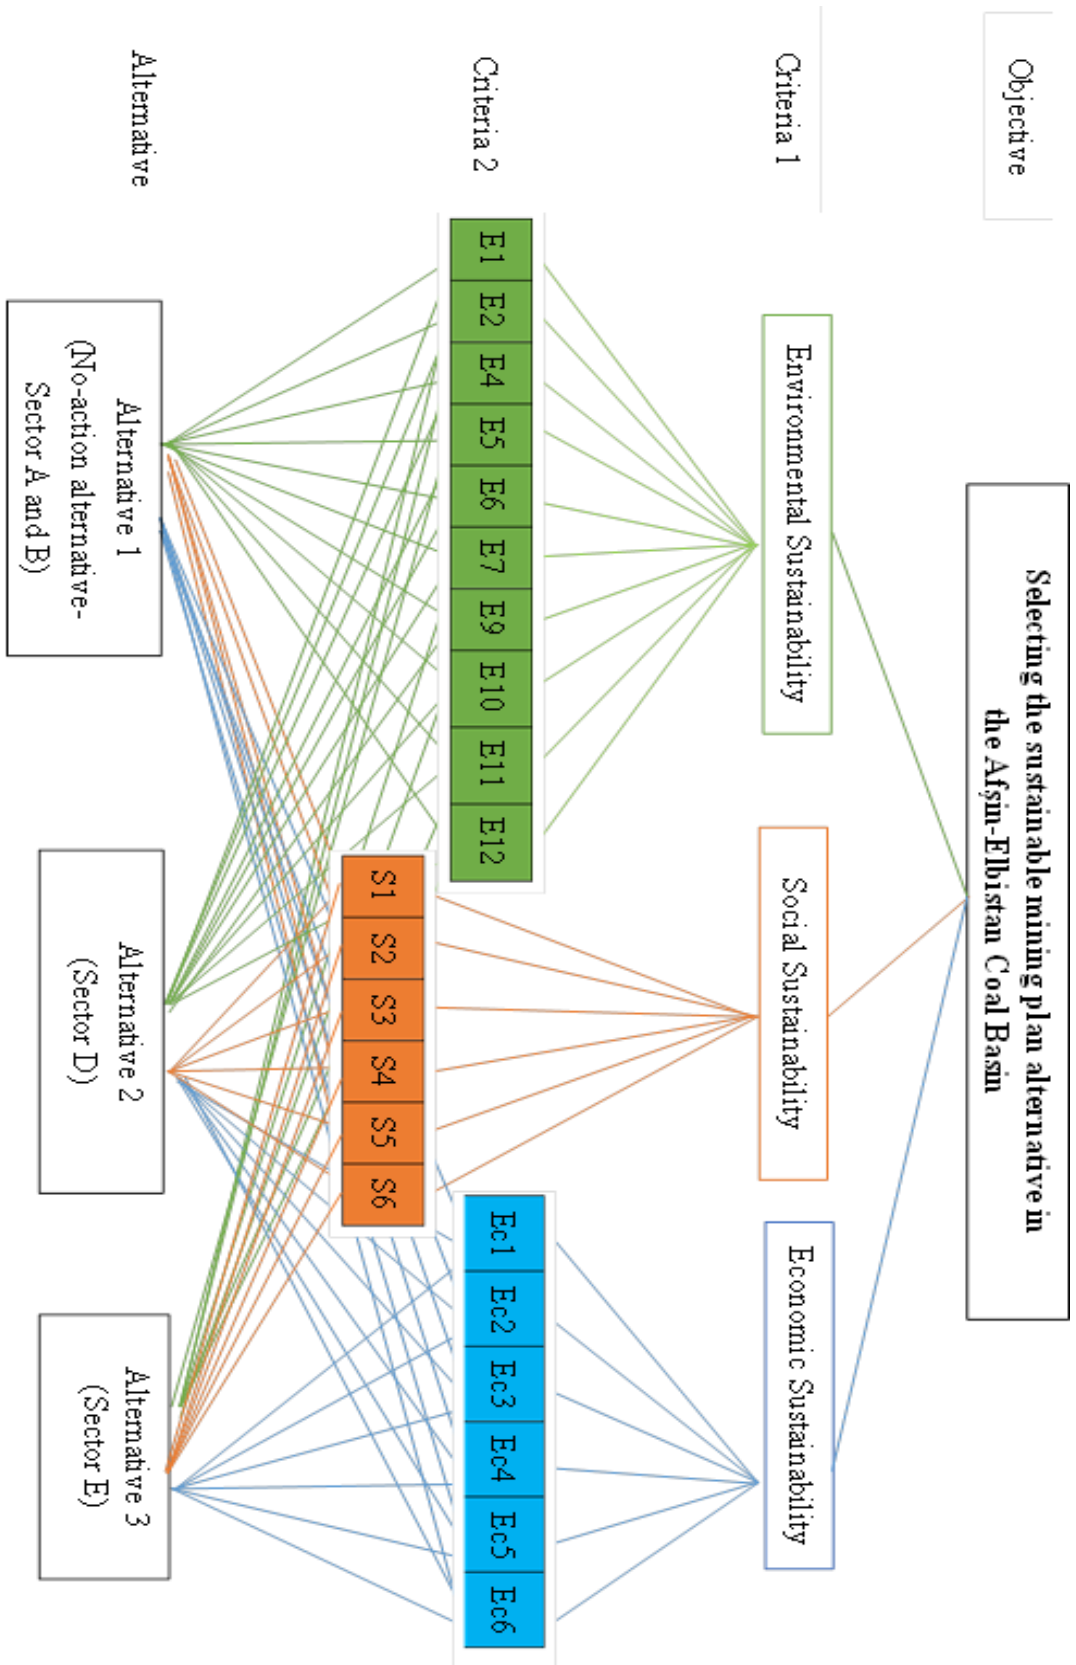 Objective
Selecting the sustainable mining plan alternative in
the Afşin-Elbistan Coal Basin
Criteria 1
Environmental Sustainability
Social Sustainability
Economic Sustainability
Criteria 2
E1
E2
E4
E5
E6
E7
E9
E10
E11
E12
S1
S2
S3
S4
S5
S6
Ec1
Ec2
Ec3
Ec4
Ec5
Ec6
Alternative
Alternative 1
(No-action alternative-
Sector A and B)
Alternative 2
(Sector D)
Alternative 3
(Sector E)